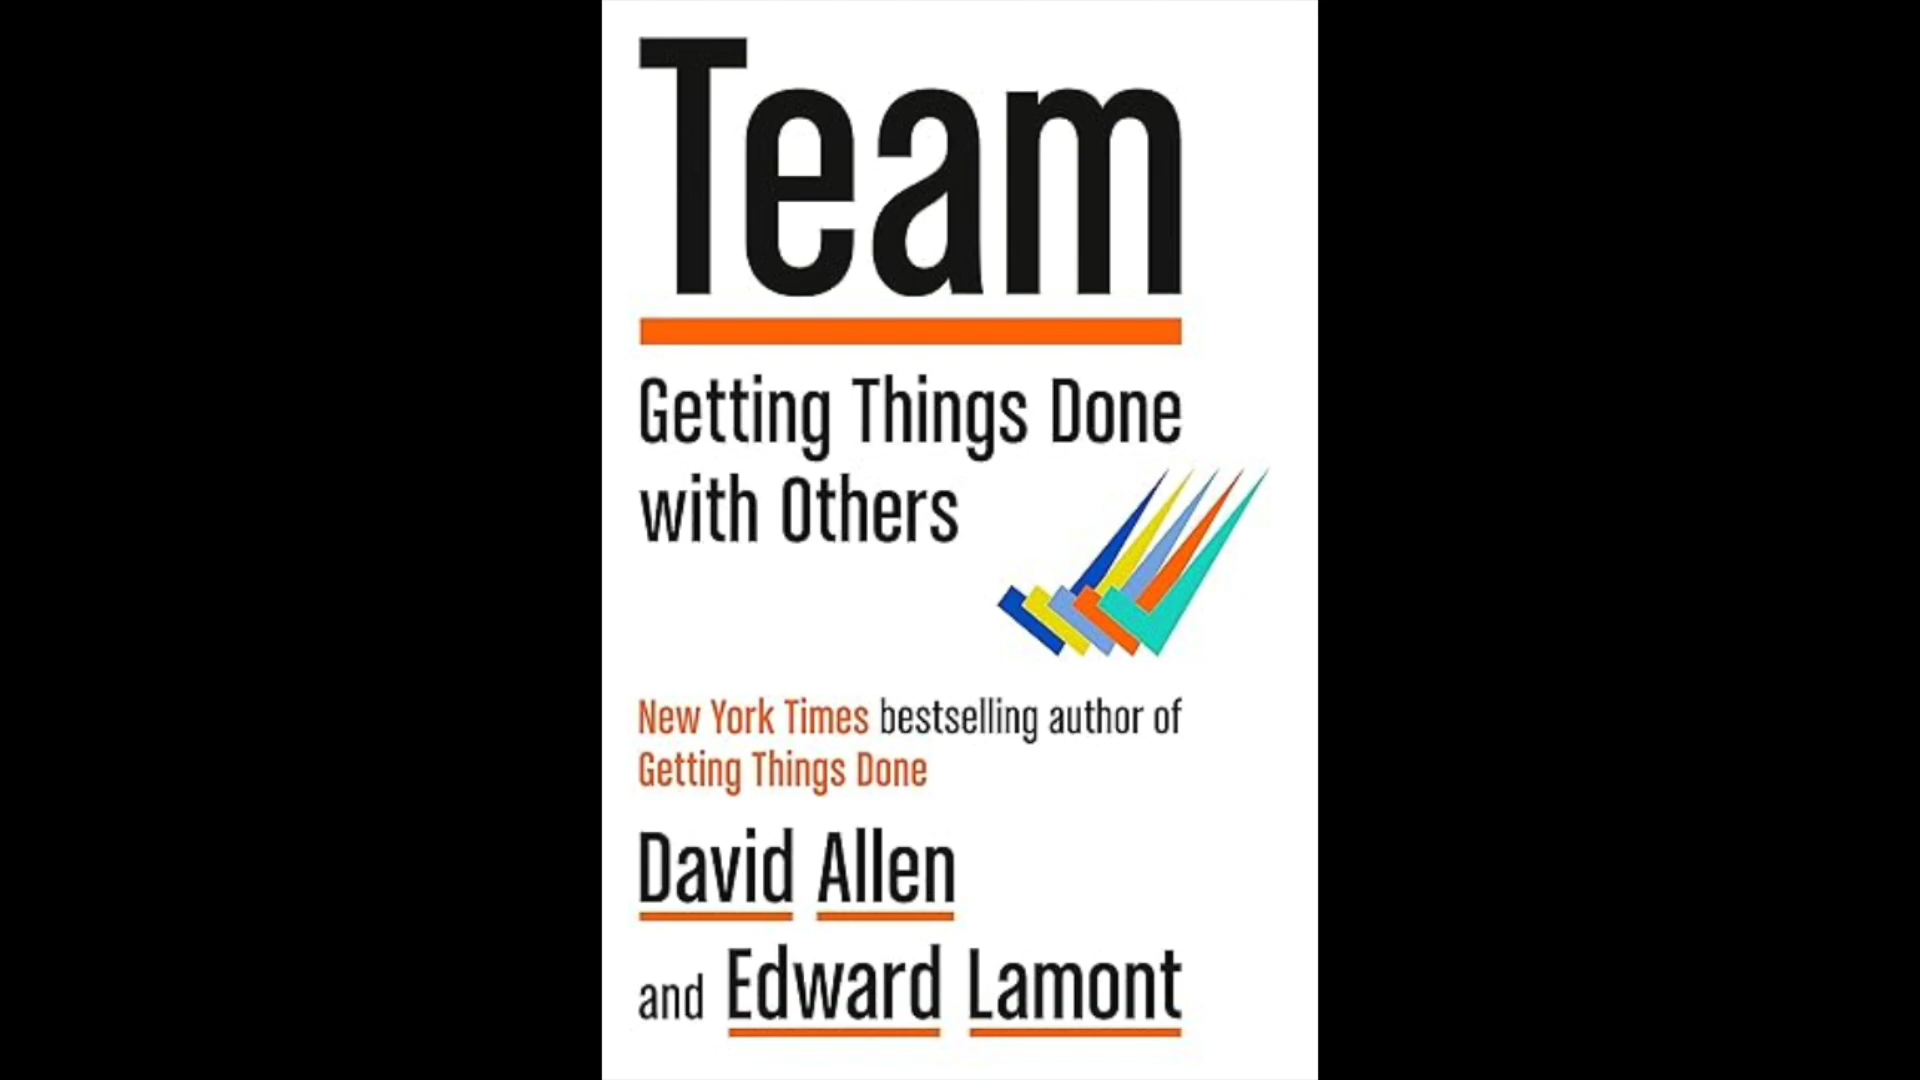 Team
Getting Things Done
with Others
New York Times bestselling author of
Getting Things Done
David Allen
and Edward Lamont